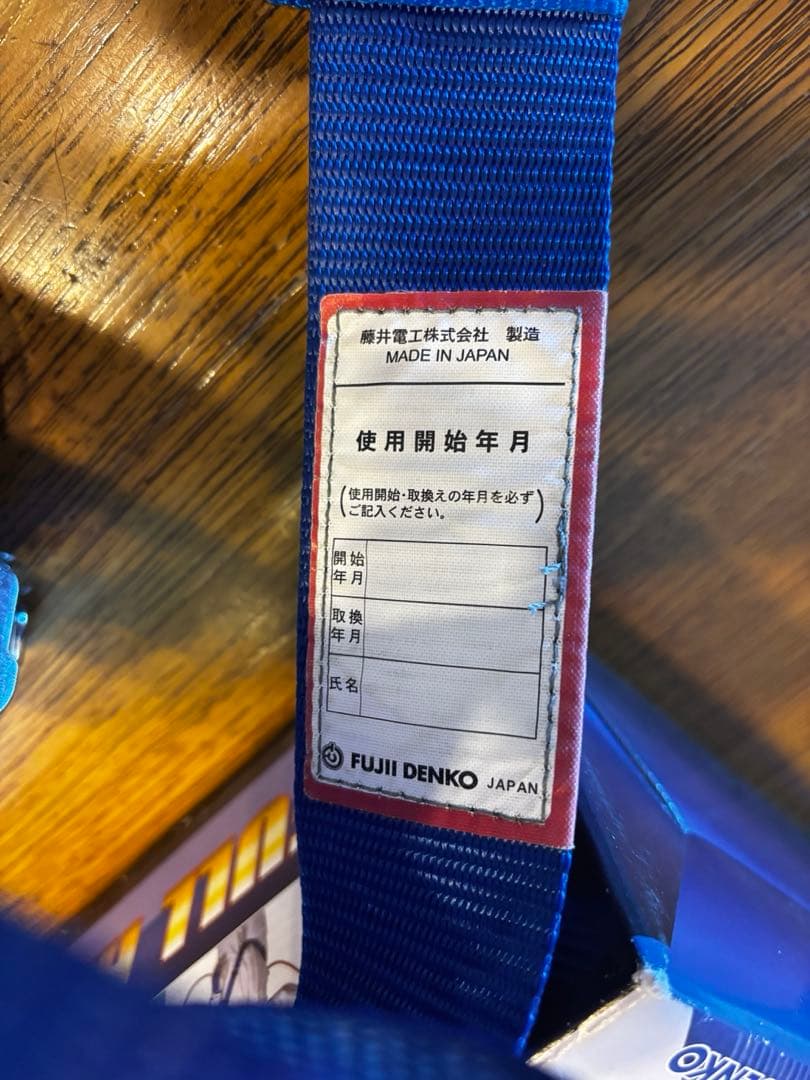 藤井電工株式会社 製造
MADE IN JAPAN
使用開始年月
(使用開始・取換えの年月を必ず
ご記入ください。)
開始
年月
取換
年月
氏名
FUJII DENKO JAPAN